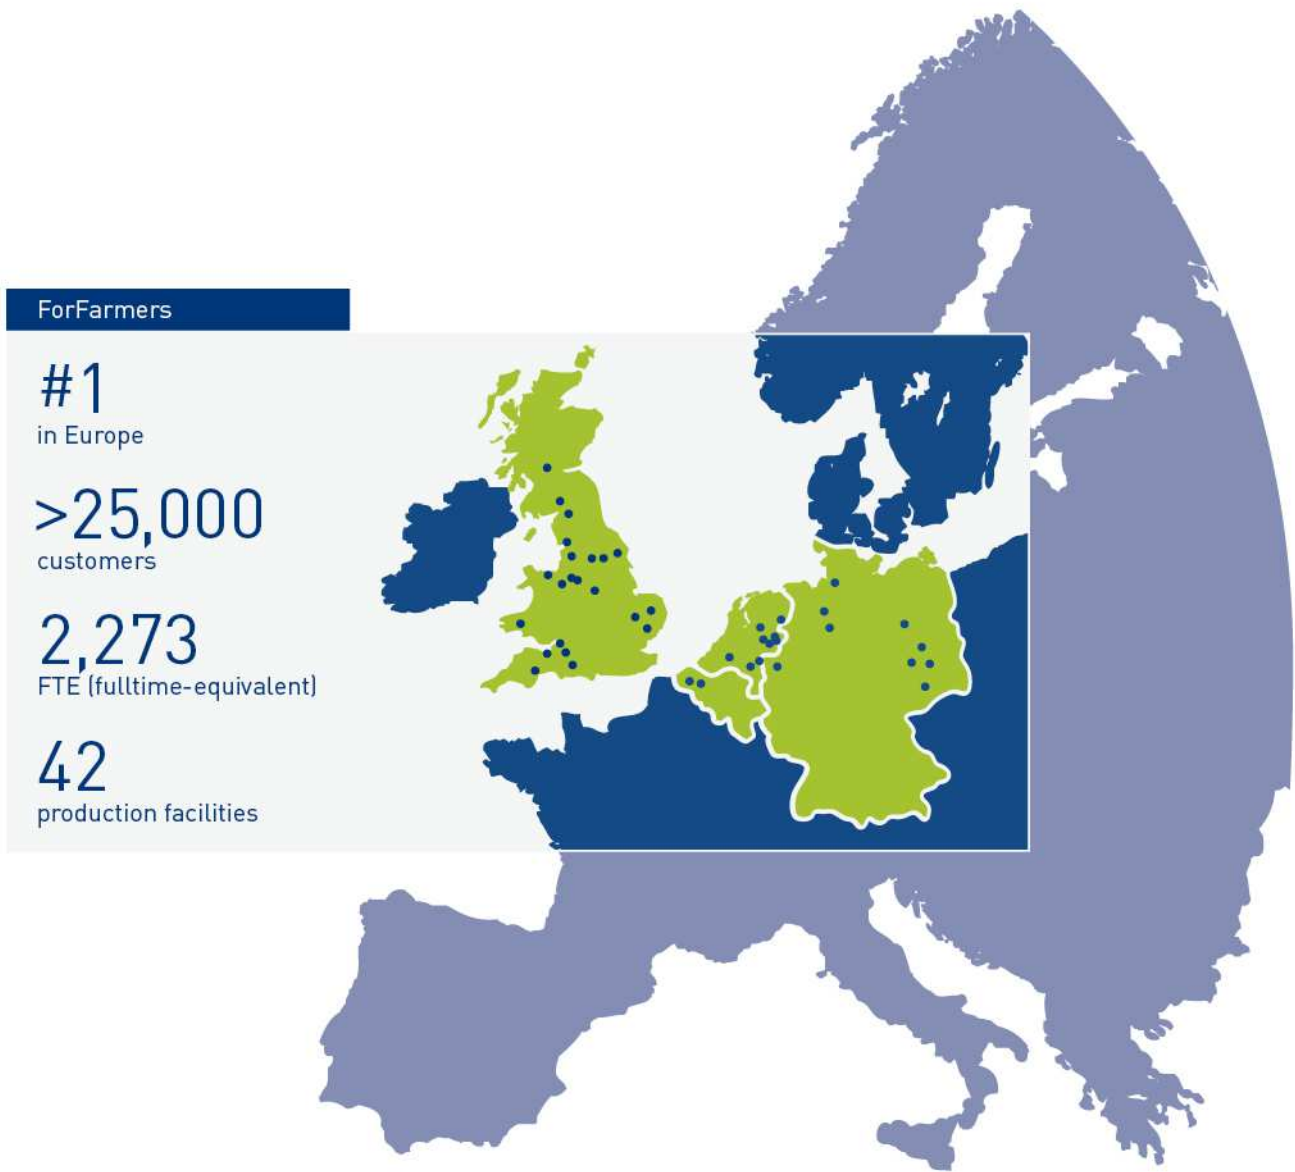 ForFarmers
#1
in Europe
>25,000
customers
2,273
FTE (fulltime-equivalent)
42
production facilities